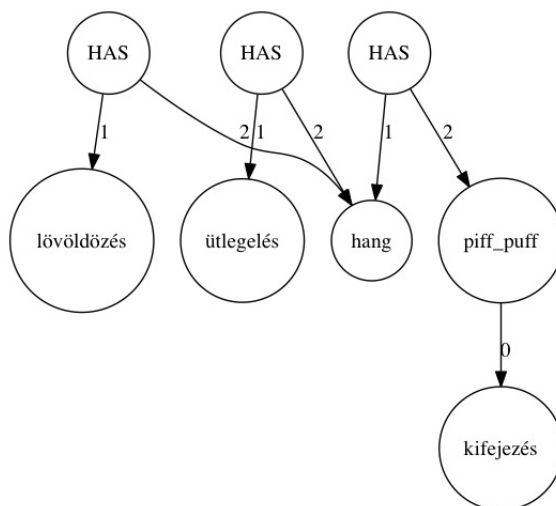 HAS HAS HAS
1 2 1 2 1 2
lövöldözés ütlegelés hang piff_puff
0
kifejezés